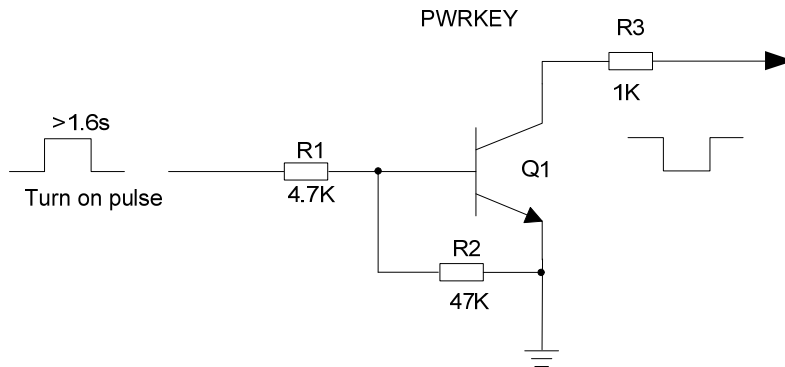 PWRKEY
R3
1K
>1.6s
Turn on pulse
R1
4.7K
Q1
R2
47K